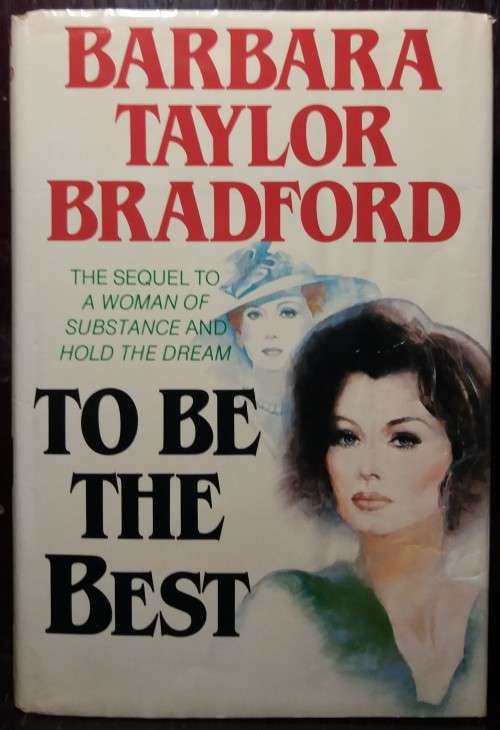 BARBARA
TAYLOR
BRADFORD
THE SEQUEL TO
A WOMAN OF
SUBSTANCE AND
HOLD THE DREAM
TO BE
THE
BEST